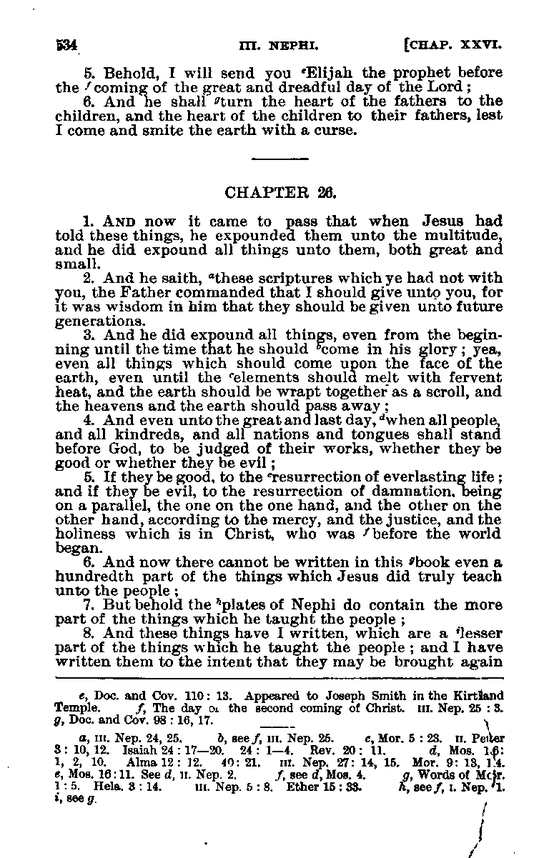 534 III. NEPHI. [CHAP. XXVI.
5. Behold, I will send you eElijah the prophet before
the fcoming of the great and dreadful day of the Lord;
6. And he shall gturn the heart of the fathers to the
children, and the heart of the children to their fathers, lest
I come and smite the earth with a curse.
CHAPTER 26.
1. AND now it came to pass that when Jesus had
told these things, he expounded them unto the multitude,
and he did expound all things unto them, both great and
small.
2. And he saith, athese scriptures which ye had not with
you, the Father commanded that I should give unto you, for
it was wisdom in him that they should be given unto future
generations.
3. And he did expound all things, even from the begin-
ning until the time that he should bcome in his glory; yea,
even all things which should come upon the face of the
earth, even until the celements should melt with fervent
heat, and the earth should be wrapt together as a scroll, and
the heavens and the earth should pass away;
4. And even unto the great and last day, dwhen all people,
and all kindreds, and all nations and tongues shall stand
before God, to be judged of their works, whether they be
good or whether they be evil;
5. If they be good, to the eresurrection of everlasting life;
and if they be evil, to the resurrection of damnation, being
on a parallel, the one on the one hand, and the other on the
other hand, according to the mercy, and the justice, and the
holiness which is in Christ, who was fbefore the world
began.
6. And now there cannot be written in this gbook even a
hundredth part of the things which Jesus did truly teach
unto the people;
7. But behold the hplates of Nephi do contain the more
part of the things which he taught the people;
8. And these things have I written, which are a ilesser
part of the things which he taught the people; and I have
written them to the intent that they may be brought again
e, Doc. and Cov. 110: 13. Appeared to Joseph Smith in the Kirtland
Temple. f, The day of the second coming of Christ. III. Nep. 25: 3.
g, Doc. and Cov. 98: 16, 17.
a, III. Nep. 24, 25. b, see f, III. Nep. 25. c, Mor. 5: 23. II. Peter
3: 10, 12. Isaiah 24: 17—20. 24: 1—4. Rev. 20: 11. d, Mos. 16:
1, 2, 10. Alma 12: 12. 40: 21. III. Nep. 27: 14, 15. Mor. 9: 13, 14.
e, Mos. 16: 11. See d, II. Nep. 2. f, see d, Mos. 4. g, Words of Mor.
1: 5. Hela. 3: 14. III. Nep. 5: 8. Ether 15: 33. h, see f, I. Nep. 1.
i, see g.